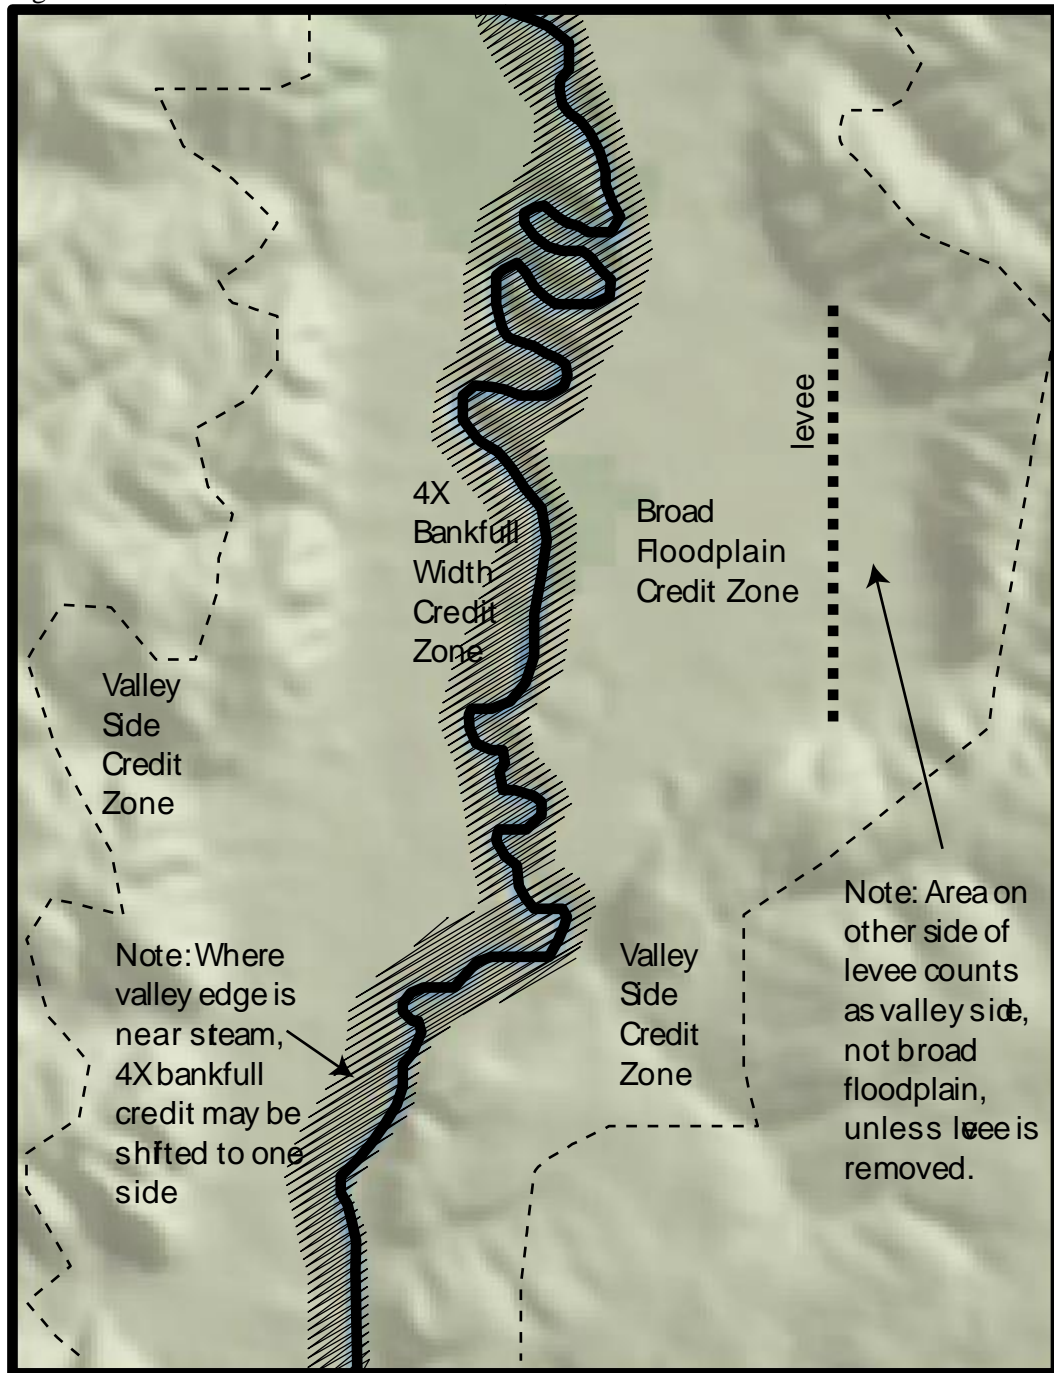 levee
4X
Bankfull
Width
Credit
Zone
Broad
Floodplain
Credit Zone
Valley
Side
Credit
Zone
Note: Where
valley edge is
near steam,
4X bankfull
credit may be
shifted to one
side
Valley
Side
Credit
Zone
Note: Area on
other side of
levee counts
as valley side,
not broad
floodplain,
unless levee is
removed.